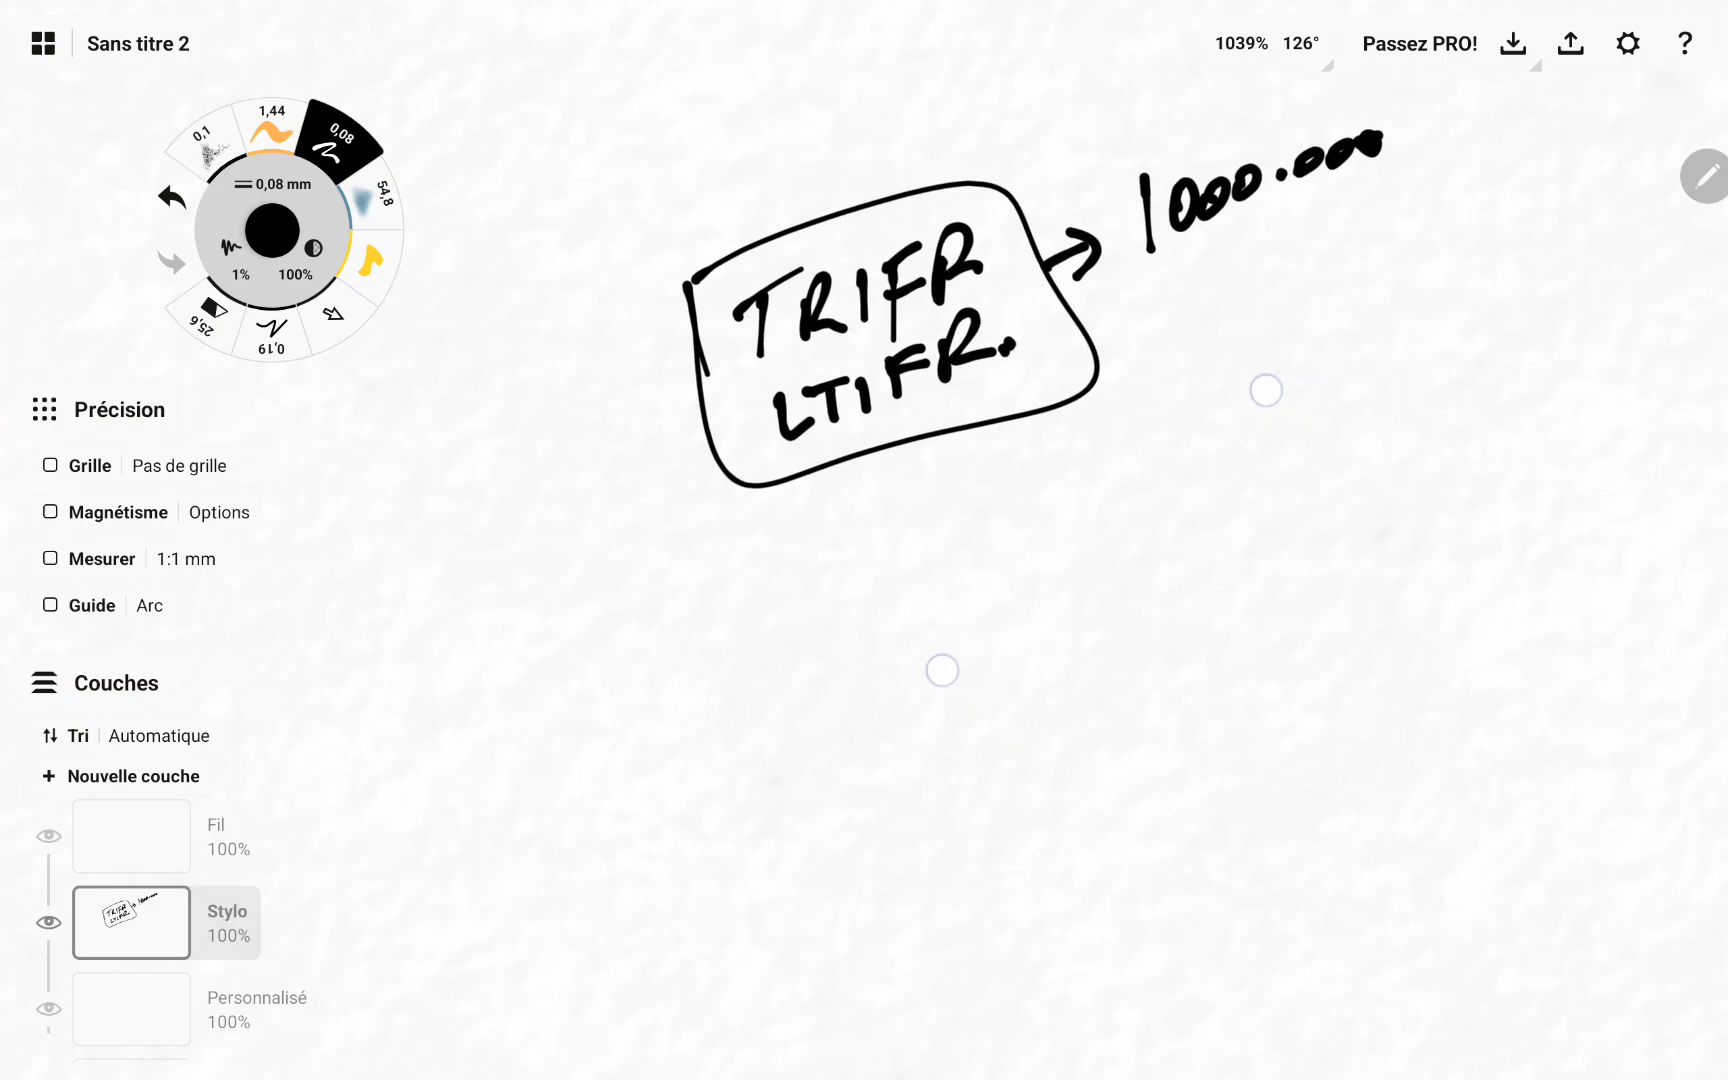 Sans titre 2
1039% 126° Passez PRO! ?
0,1
1,44
0,08
54,8
0,08 mm
1% 100%
25,6
0,19
TRIFR
LTIFR.
→ 1000.000
Précision
Grille Pas de grille
Magnétisme Options
Mesurer 1:1 mm
Guide Arc
Couches
Tri Automatique
+ Nouvelle couche
Fil
100%
Stylo
100%
Personnalisé
100%